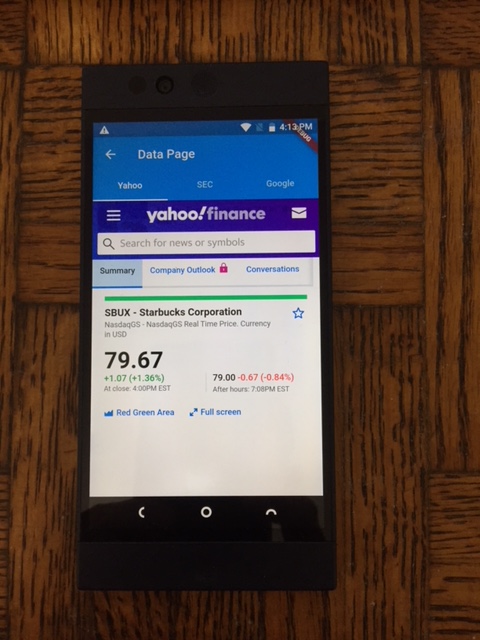 4:13 PM
Data Page
Yahoo SEC Google
yahoo!finance
Search for news or symbols
Summary Company Outlook Conversations
SBUX - Starbucks Corporation
NasdaqGS - NasdaqGS Real Time Price. Currency
in USD
79.67
+1.07 (+1.36%) 79.00 -0.67 (-0.84%)
At close: 4:00PM EST After hours: 7:08PM EST
Red Green Area Full screen